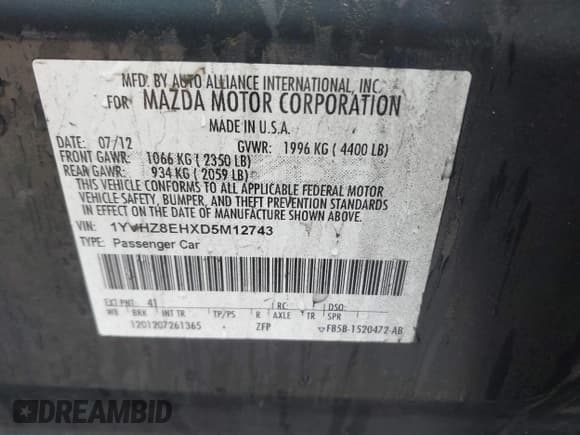 MFD. BY AUTO ALLIANCE INTERNATIONAL, INC.
FOR MAZDA MOTOR CORPORATION
MADE IN U.S.A.
DATE: 07/12 GVWR: 1996 KG ( 4400 LB)
FRONT GAWR: 1066 KG ( 2350 LB)
REAR GAWR: 934 KG ( 2059 LB)
THIS VEHICLE CONFORMS TO ALL APPLICABLE FEDERAL MOTOR
VEHICLE SAFETY, BUMPER, AND THEFT PREVENTION STANDARDS
IN EFFECT ON THE DATE OF MANUFACTURE SHOWN ABOVE.
VIN: 1YVHZ8EHXD5M12743
TYPE: Passenger Car
EXT PNT: 41 RC: DSO:
WB BRK INT TR TP/PS R AXLE TR SPR
1201207261365 ZFP FB5B-1520472-AB
DREAMBID